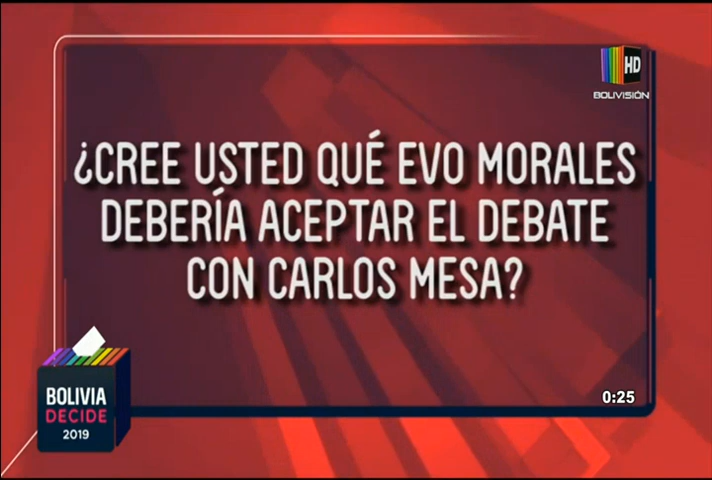 HD
BOLIVISIÓN
¿CREE USTED QUÉ EVO MORALES
DEBERÍA ACEPTAR EL DEBATE
CON CARLOS MESA?
BOLIVIA
DECIDE
2019
0:25